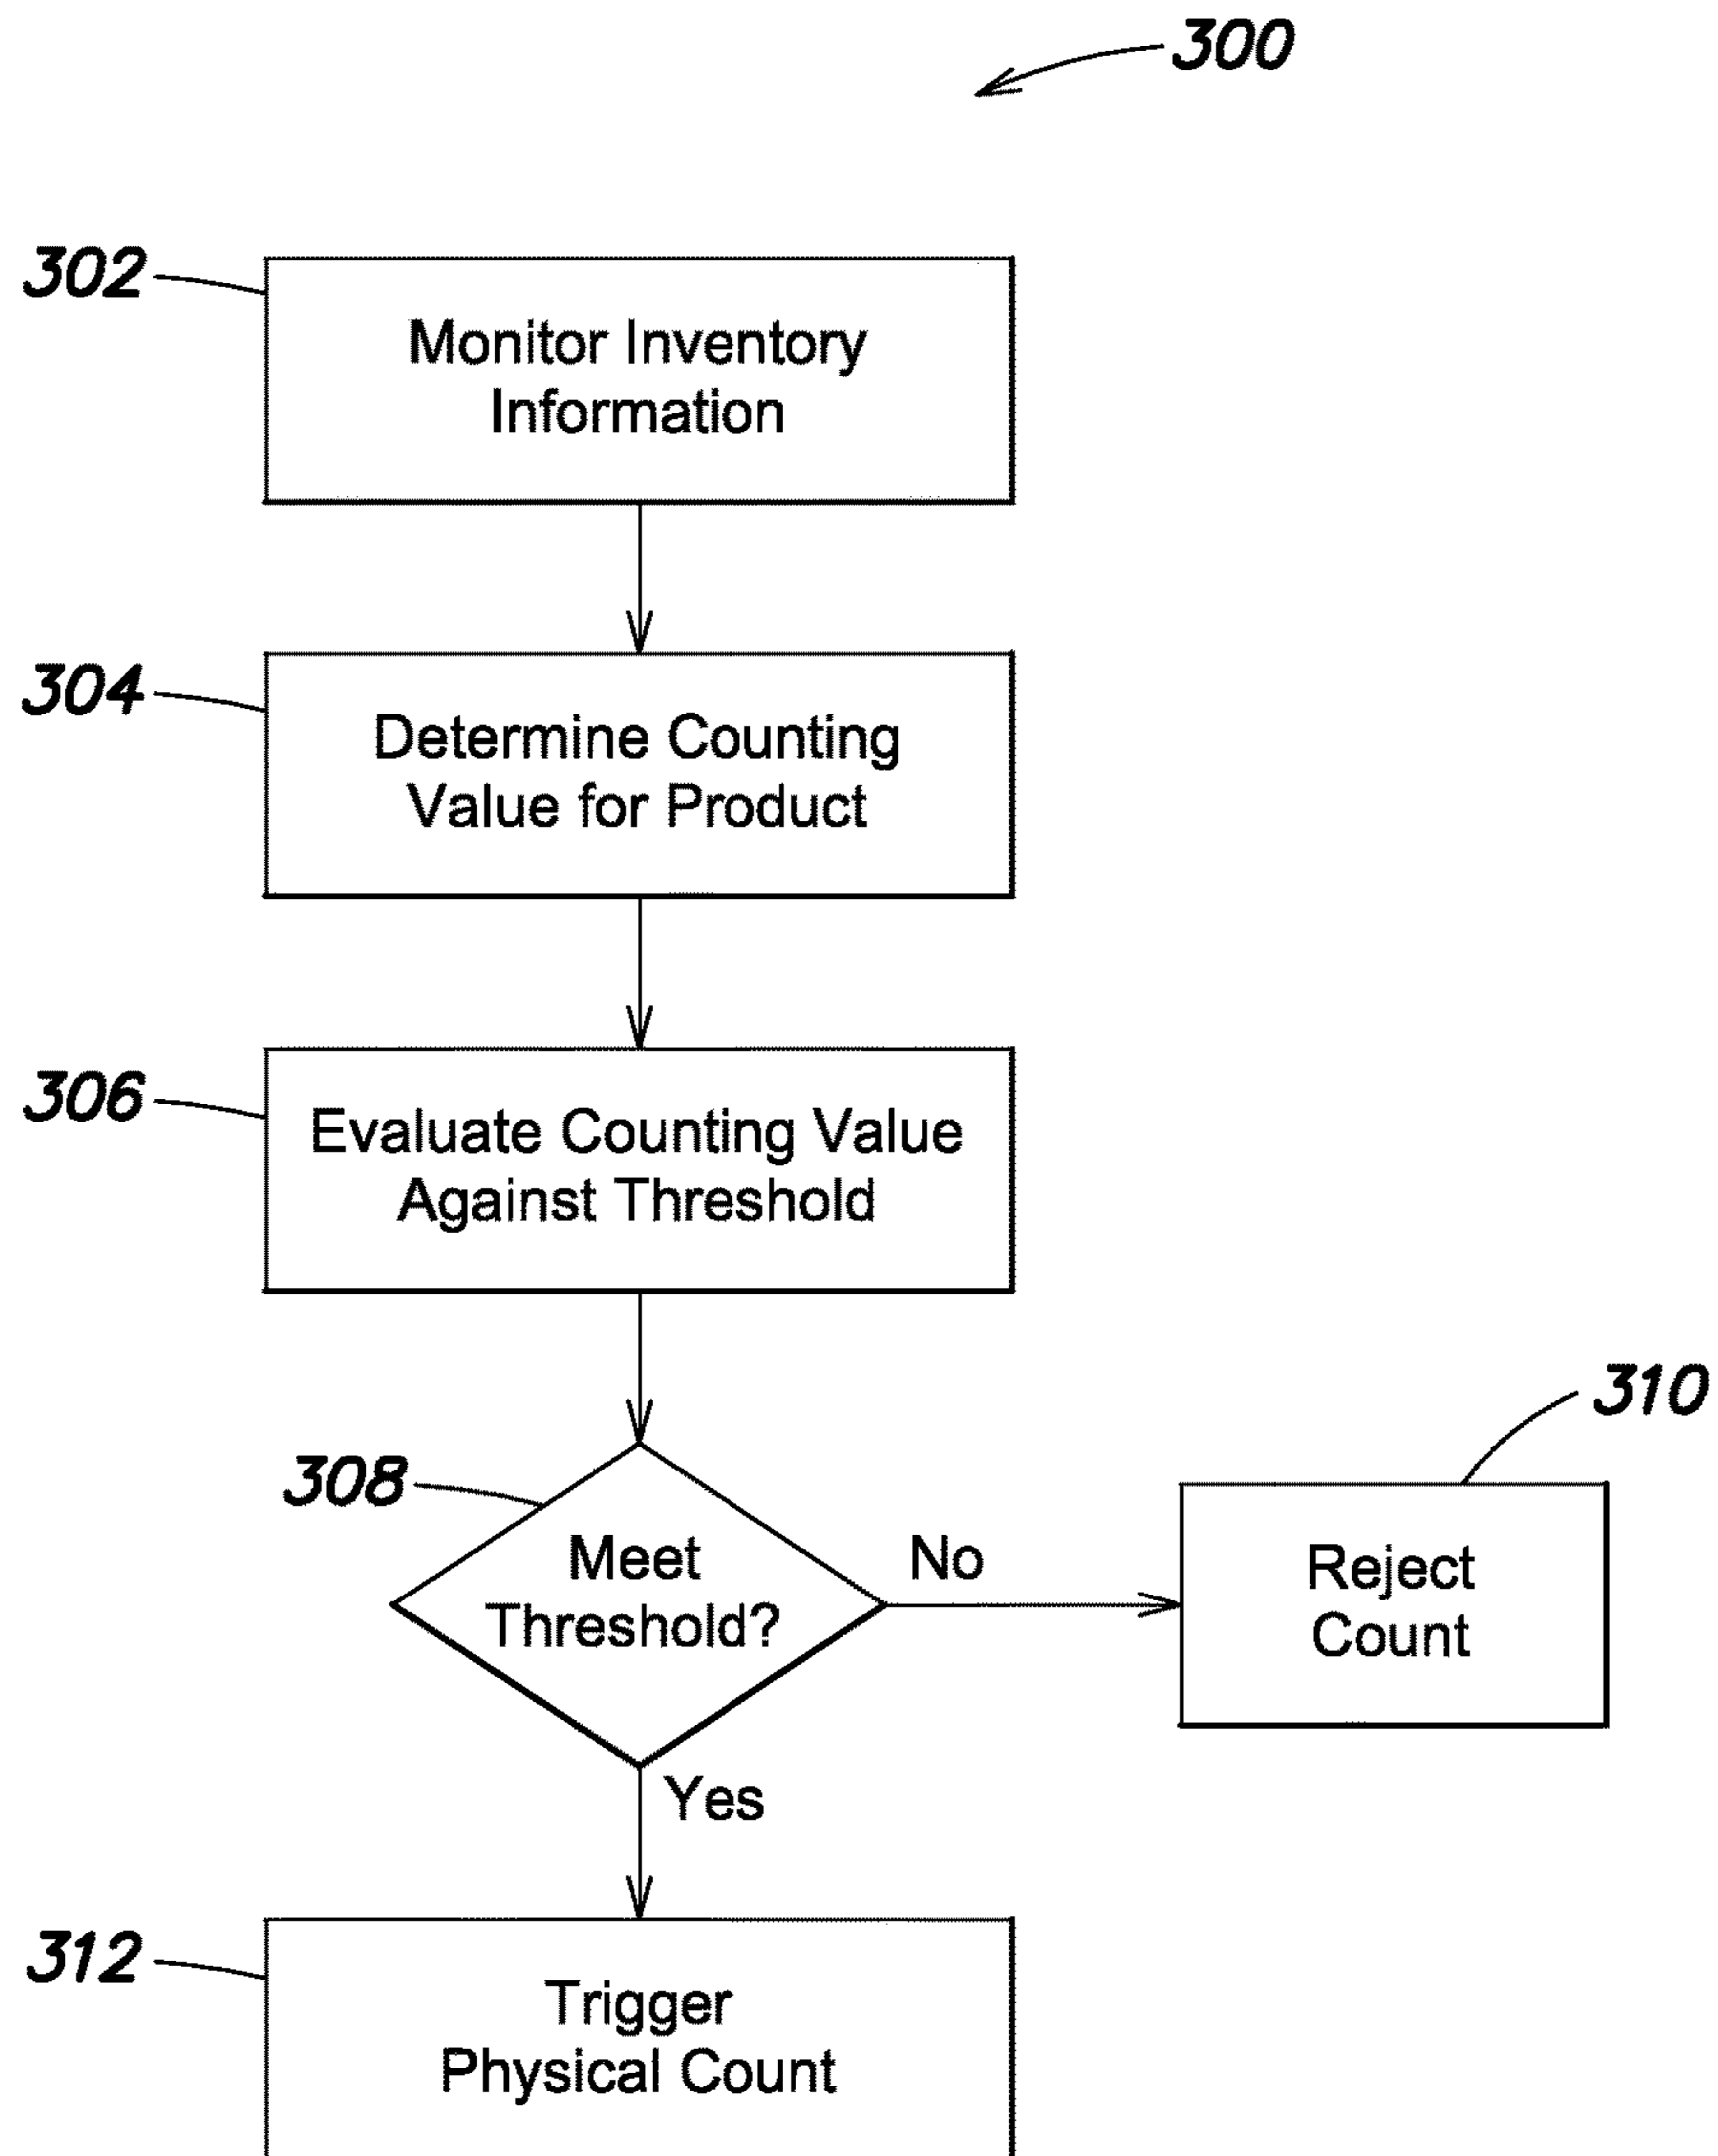 300
302
Monitor Inventory
Information
304
Determine Counting
Value for Product
306
Evaluate Counting Value
Against Threshold
308
Meet
Threshold?
No
310
Reject
Count
Yes
312
Trigger
Physical Count